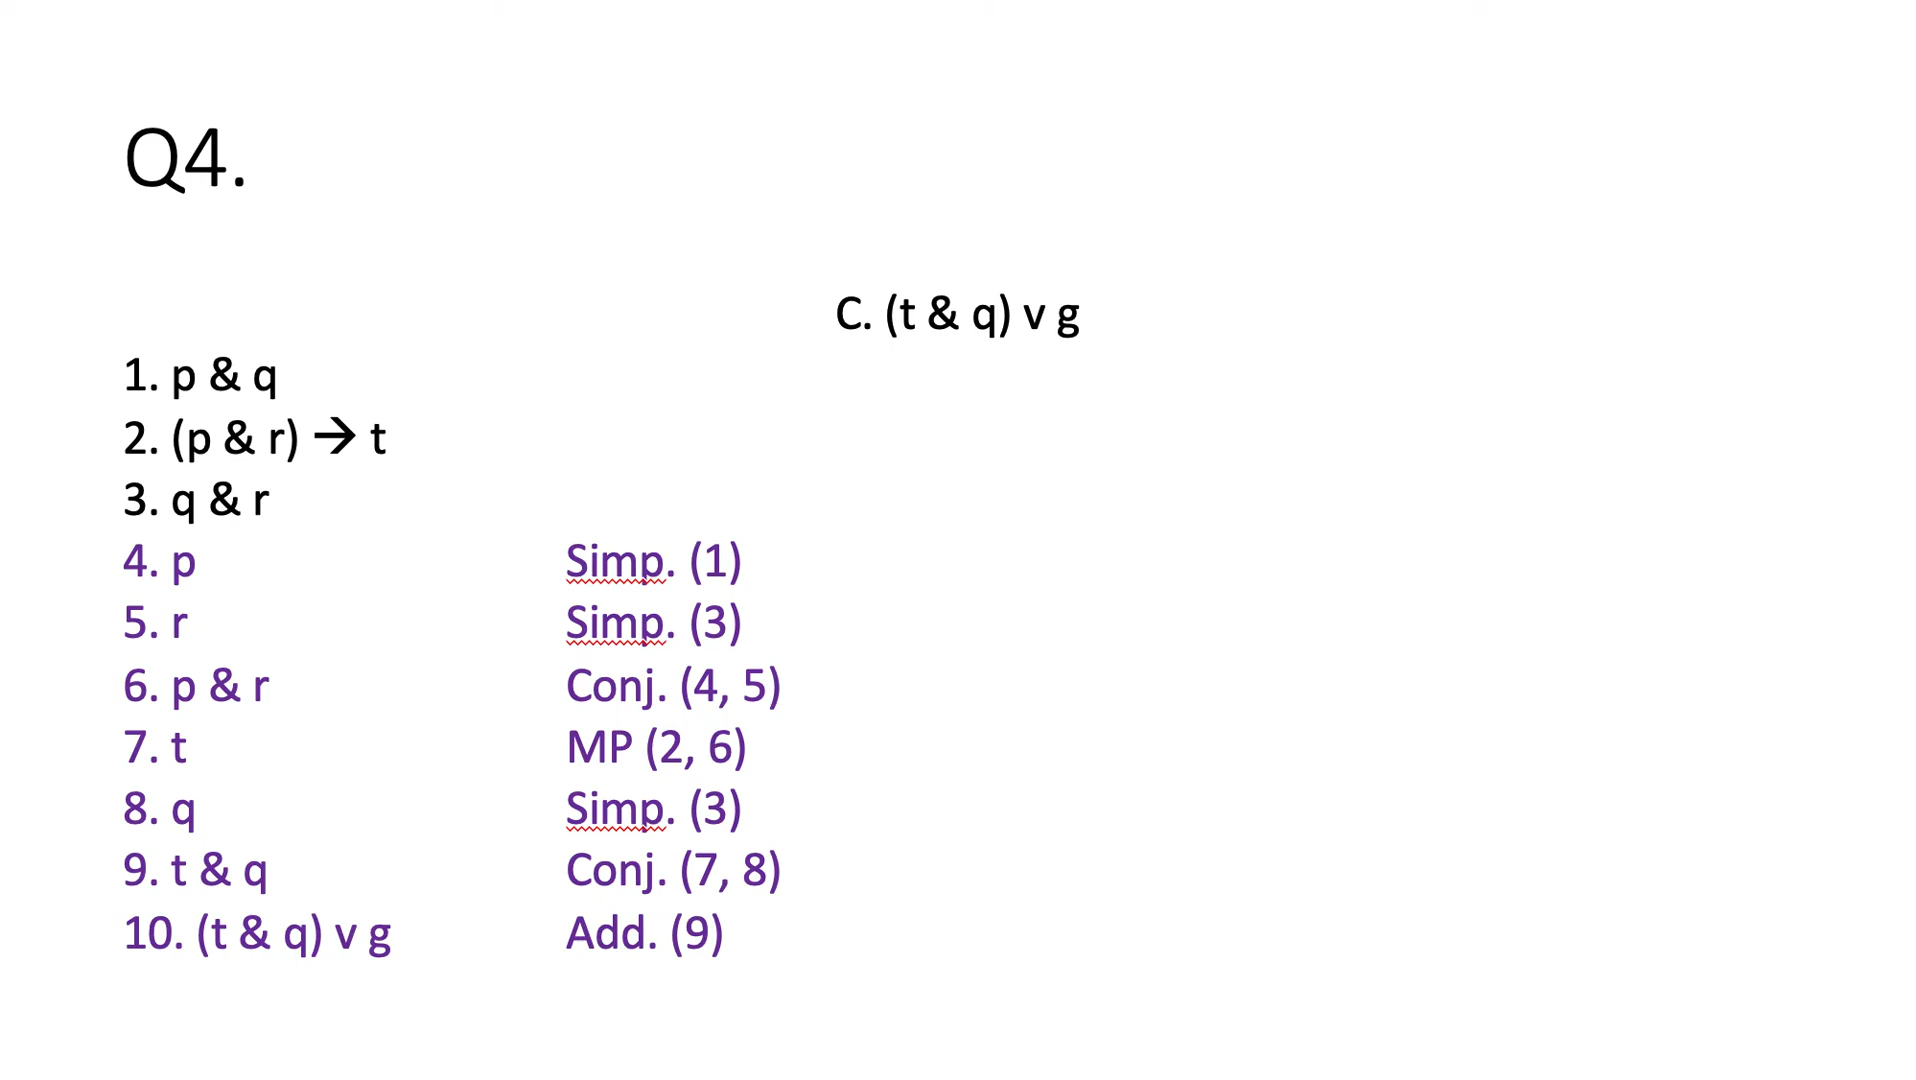 Q4.
C. (t & q) v g
1. p & q
2. (p & r) → t
3. q & r
4. p Simp. (1)
5. r Simp. (3)
6. p & r Conj. (4, 5)
7. t MP (2, 6)
8. q Simp. (3)
9. t & q Conj. (7, 8)
10. (t & q) v g Add. (9)